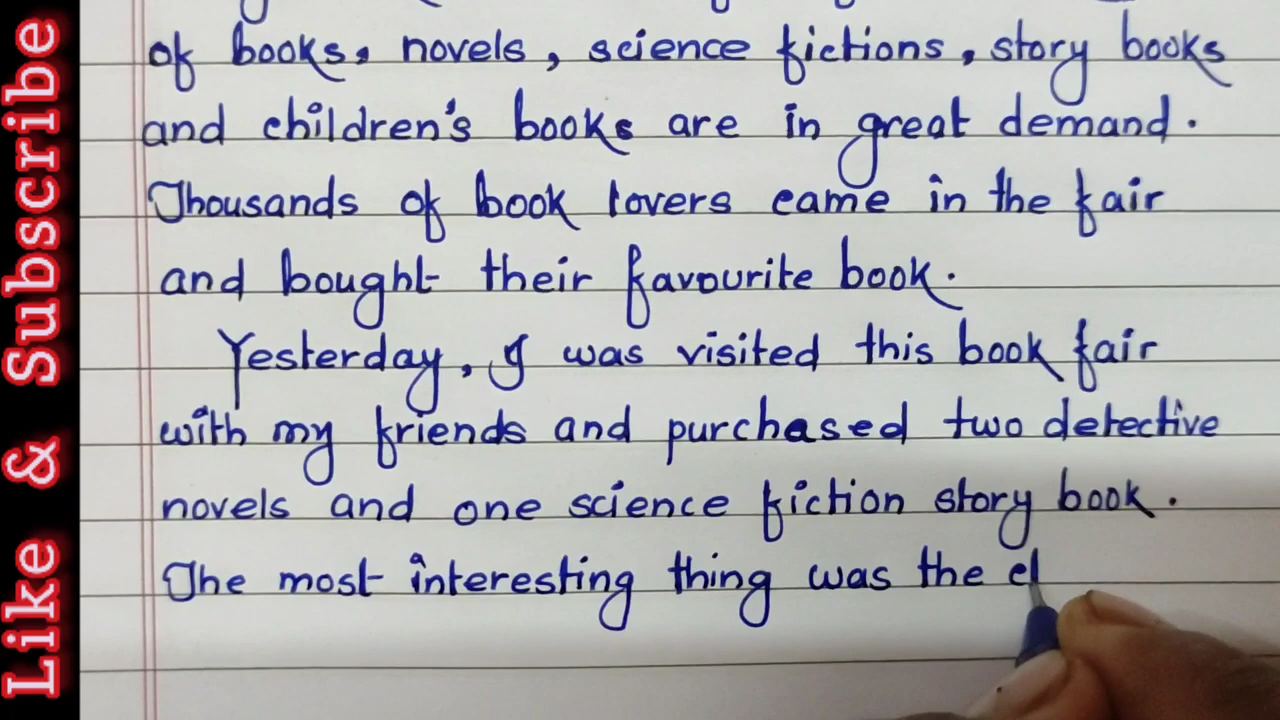 Like & Subscribe
of books, novels, science fictions, story books
and children's books are in great demand.
Thousands of book lovers came in the fair
and bought their favourite book.
Yesterday, I was visited this book fair
with my friends and purchased two detective
novels and one science fiction story book.
The most interesting thing was the